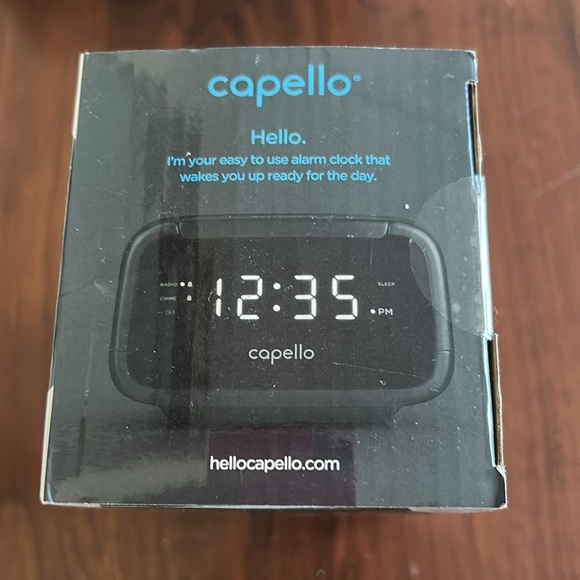 capello®
Hello.
I'm your easy to use alarm clock that
wakes you up ready for the day.
RADIO
SLEEP
12:35
CHIME
PM
capello
hellocapello.com